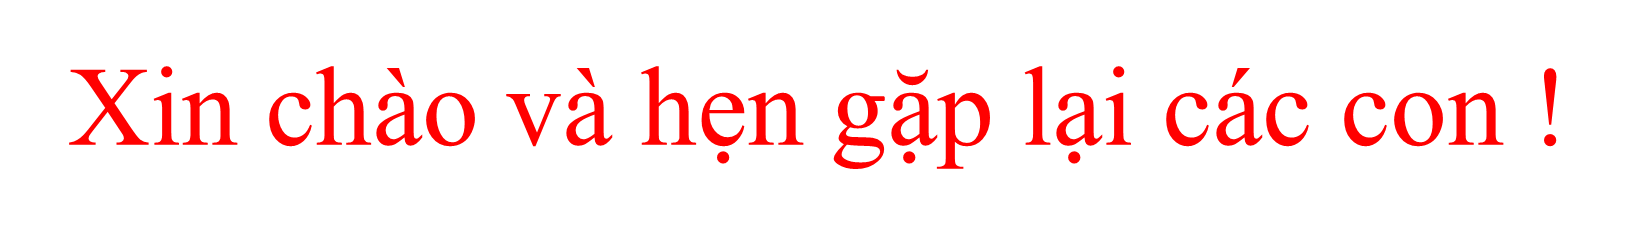 Xin chào và hẹn gặp lại các con !